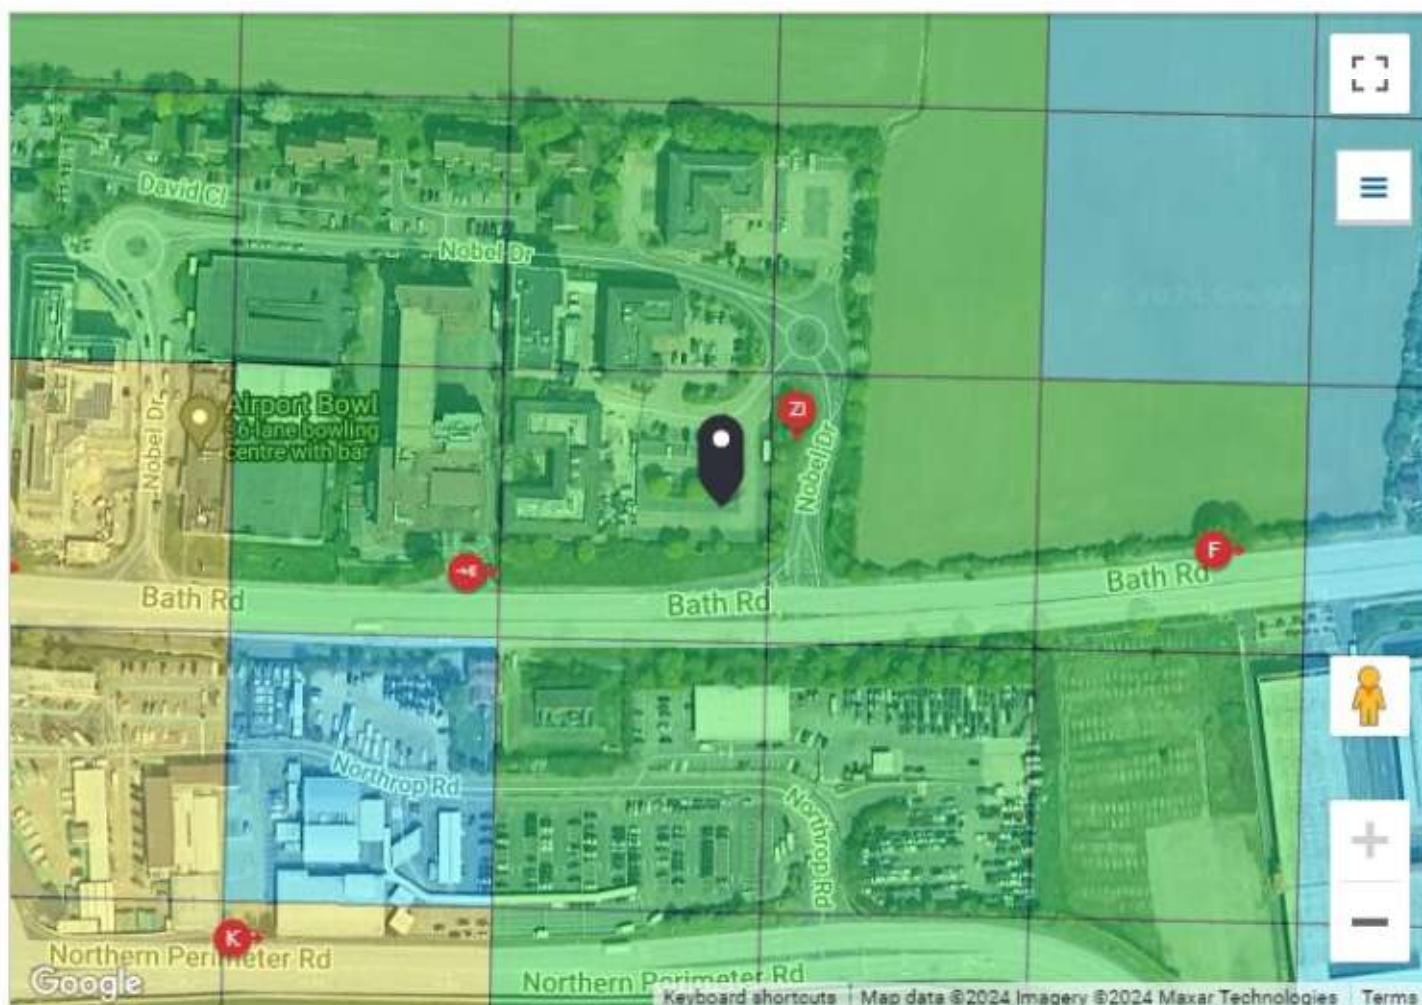 David Cl
Nobel Dr
Airport Bowl
36-lane bowling
centre with bar
Nobel Dr
Nobel Dr
ZJ
F
Bath Rd
Bath Rd
Bath Rd
Northrop Rd
Northrop Rd
K
Northern Perimeter Rd
Northern Perimeter Rd
Google
Keyboard shortcuts
Map data ©2024 Imagery ©2024 Maxar Technologies
Terms